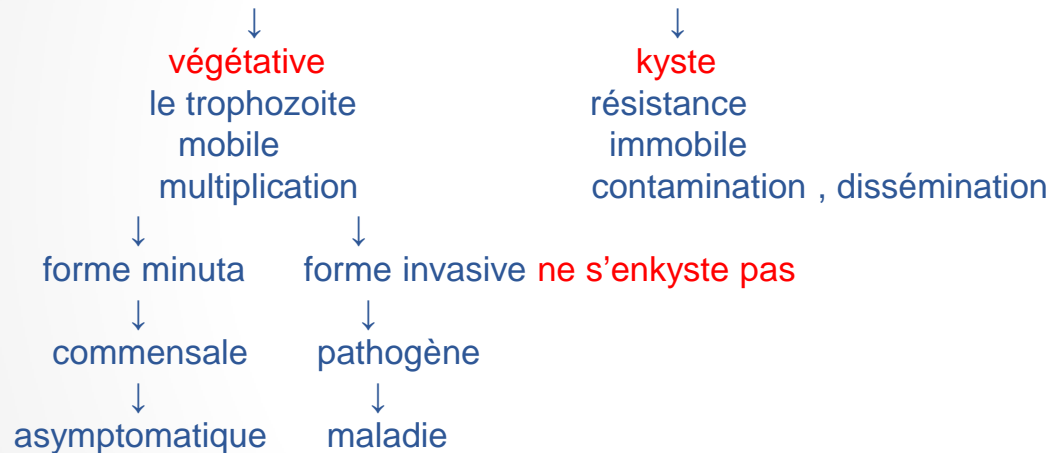 ↓ ↓
végétative kyste
le trophozoite résistance
mobile immobile
multiplication contamination , dissémination
↓ ↓
forme minuta forme invasive ne s'enkyste pas
↓ ↓
commensale pathogène
↓ ↓
asymptomatique maladie